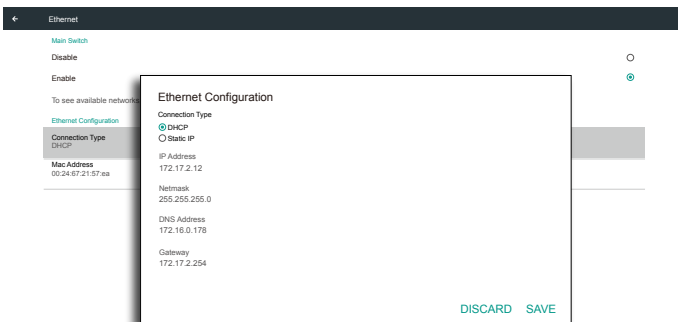 Ethernet
Main Switch
Disable
Enable
To see available networks
Ethernet Configuration
Connection Type
DHCP
Mac Address
00:24:67:21:57:ea
Ethernet Configuration
Connection Type
DHCP
Static IP
IP Address
172.17.2.12
Netmask
255.255.255.0
DNS Address
172.16.0.178
Gateway
172.17.2.254
DISCARD SAVE